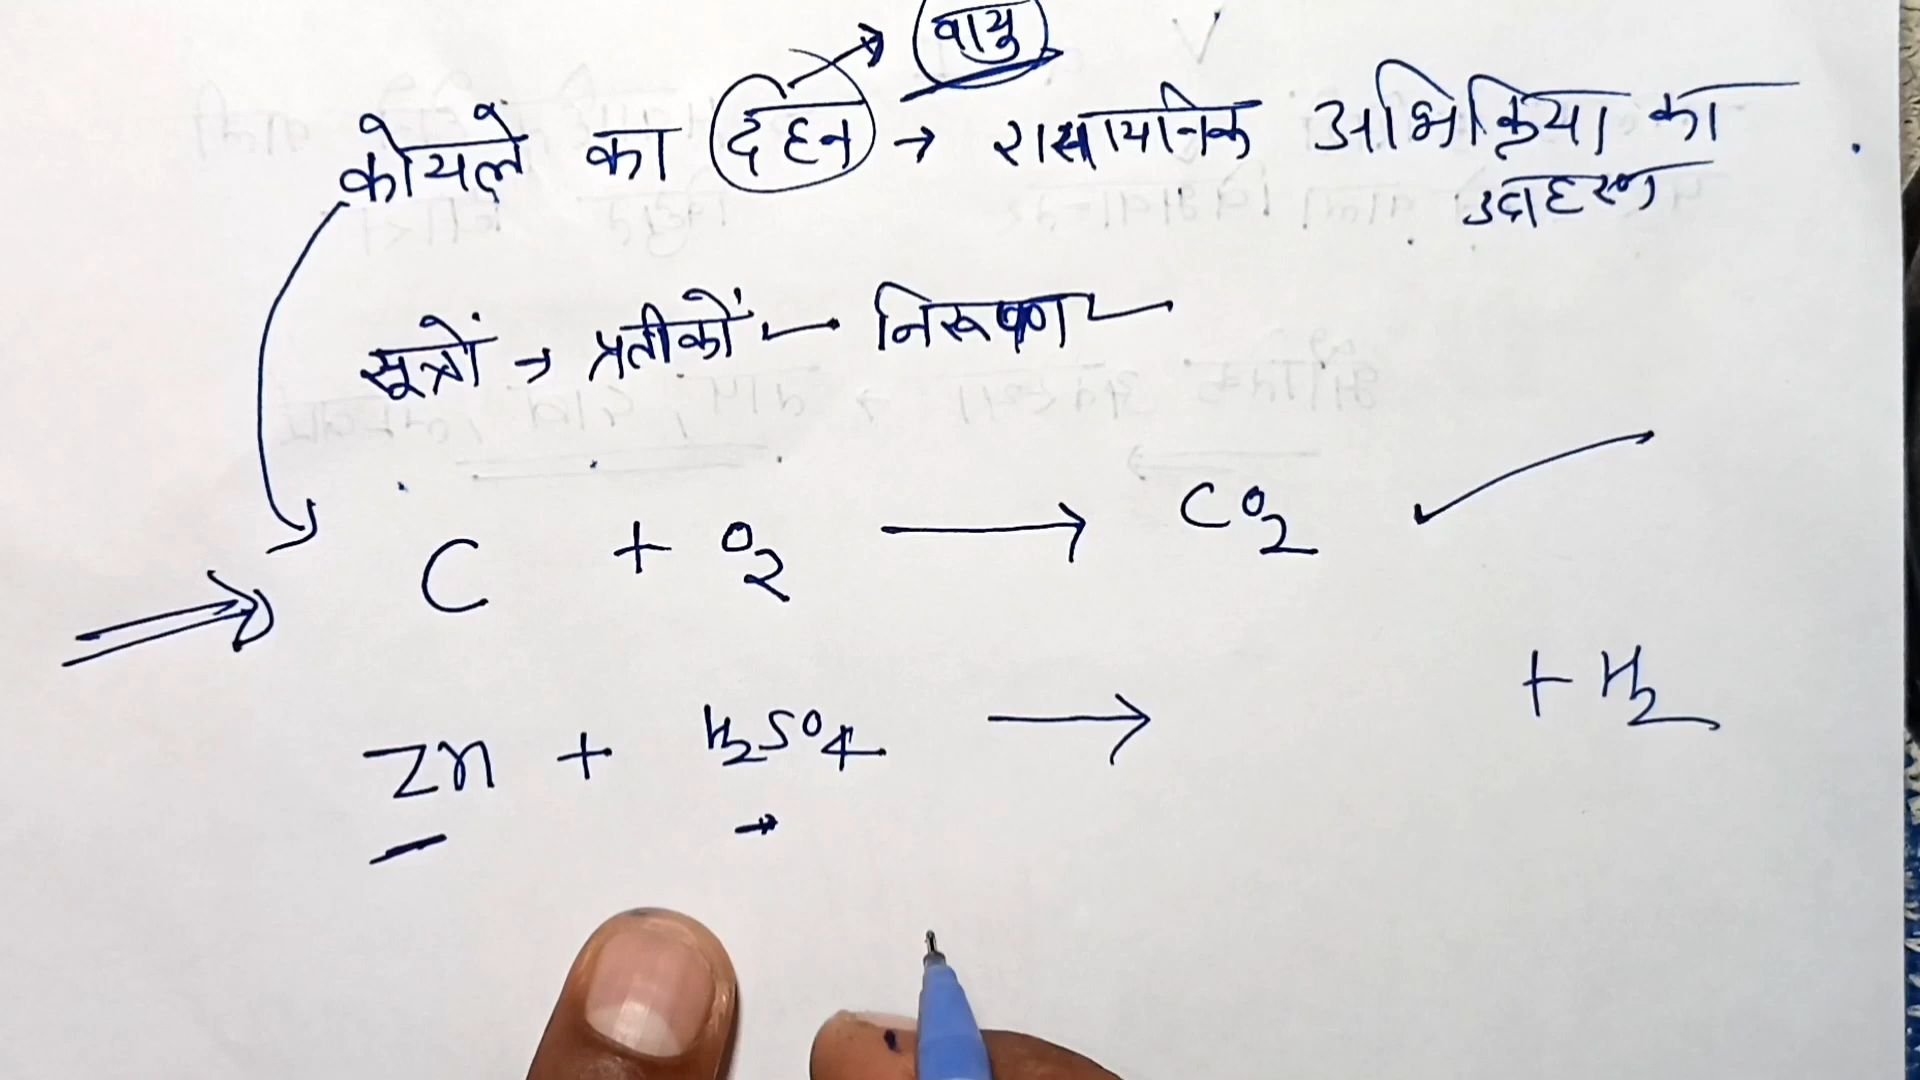 वायु
कोयले का दहन → रासायनिक अभिक्रिया का
उदाहरण
सूत्रों → प्रतीकों — निरूपण —
C + O₂ ⟶ CO₂ ✓
Zn + H₂SO₄ ⟶ + H₂